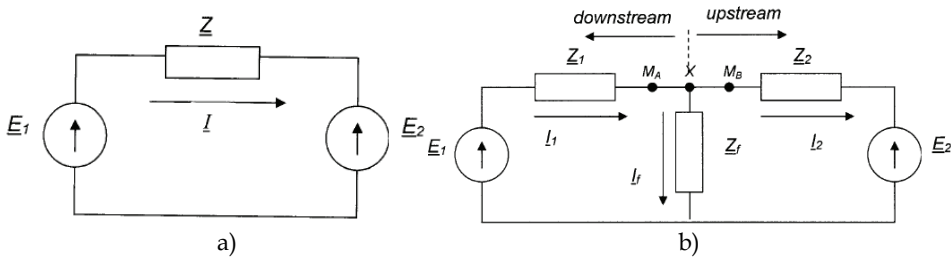 downstream upstream
Z Z1 MA X MB Z2
I I1 I2
E1 E2 E1 If Zf E2
a) b)